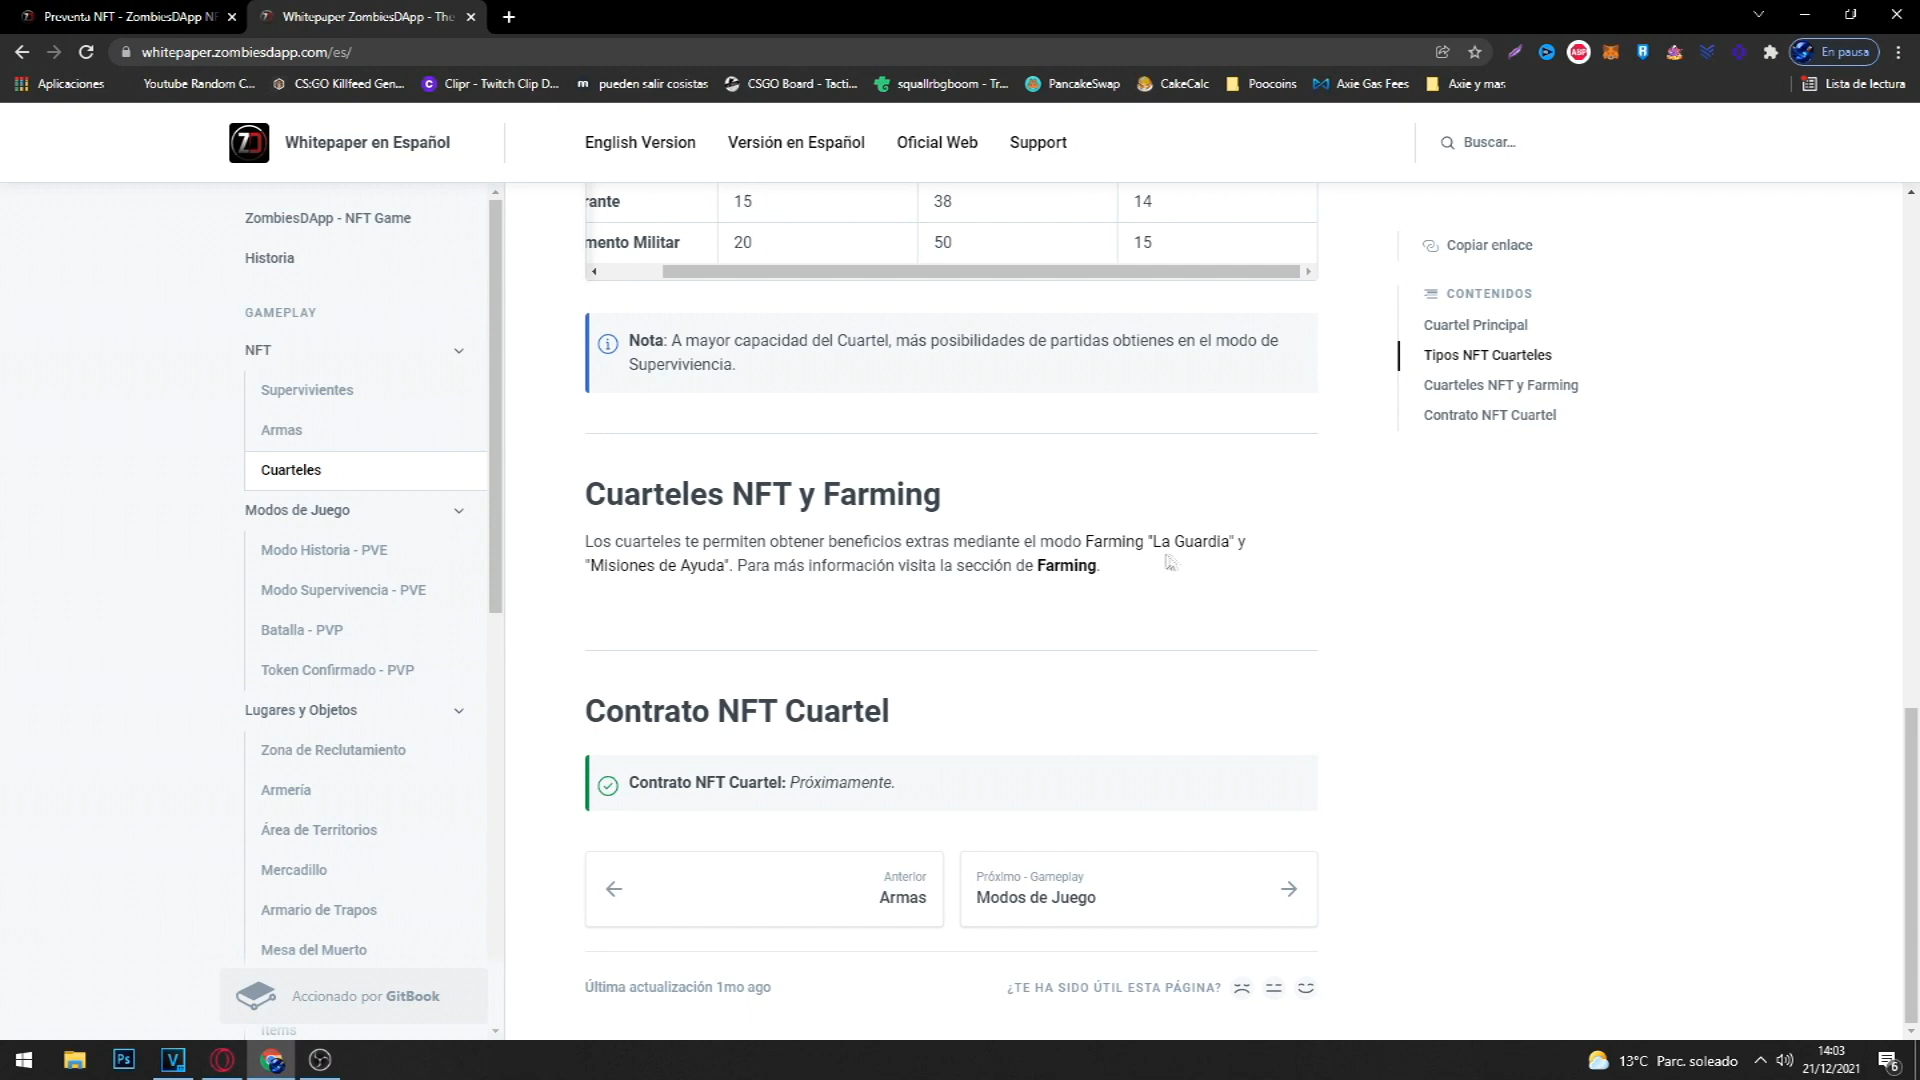 Preventa NFT - ZombiesDApp NF
Whitepaper ZombiesDApp - The
whitepaper.zombiesdapp.com/es/
ABP
En pausa
Aplicaciones
Youtube Random C...
CS:GO Killfeed Gen...
Clipr - Twitch Clip D...
pueden salir cosistas
CSGO Board - Tacti...
squallrbgboom - Tr...
PancakeSwap
CakeCalc
Poocoins
Axie Gas Fees
Axie y mas
Lista de lectura
Whitepaper en Español
English Version
Versión en Español
Oficial Web
Support
Buscar...
ZombiesDApp - NFT Game
Historia
GAMEPLAY
NFT
Supervivientes
Armas
Cuarteles
Modos de Juego
Modo Historia - PVE
Modo Supervivencia - PVE
Batalla - PVP
Token Confirmado - PVP
Lugares y Objetos
Zona de Reclutamiento
Armería
Área de Territorios
Mercadillo
Armario de Trapos
Mesa del Muerto
Accionado por GitBook
Items
rante 15 38 14
mento Militar 20 50 15
Nota: A mayor capacidad del Cuartel, más posibilidades de partidas obtienes en el modo de
Superviviencia.
Cuarteles NFT y Farming
Los cuarteles te permiten obtener beneficios extras mediante el modo Farming "La Guardia" y
"Misiones de Ayuda". Para más información visita la sección de Farming.
Contrato NFT Cuartel
Contrato NFT Cuartel: Próximamente.
Anterior
Armas
Próximo - Gameplay
Modos de Juego
Última actualización 1mo ago
¿TE HA SIDO ÚTIL ESTA PÁGINA?
Copiar enlace
CONTENIDOS
Cuartel Principal
Tipos NFT Cuarteles
Cuarteles NFT y Farming
Contrato NFT Cuartel
Ps
V
13°C Parc. soleado
14:03
21/12/2021
6